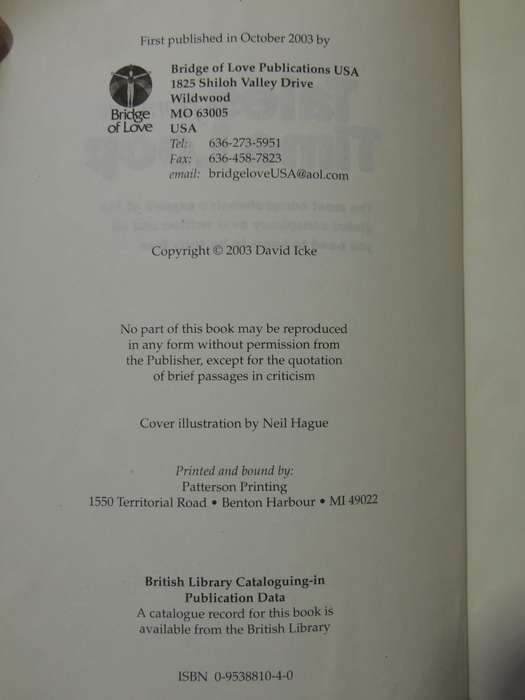 First published in October 2003 by
Bridge of Love
Bridge of Love Publications USA
1825 Shiloh Valley Drive
Wildwood
MO 63005
USA
Tel: 636-273-5951
Fax: 636-458-7823
email: bridgeloveUSA@aol.com
Copyright © 2003 David Icke
No part of this book may be reproduced
in any form without permission from
the Publisher, except for the quotation
of brief passages in criticism
Cover illustration by Neil Hague
Printed and bound by:
Patterson Printing
1550 Territorial Road • Benton Harbour • MI 49022
British Library Cataloguing-in
Publication Data
A catalogue record for this book is
available from the British Library
ISBN 0-9538810-4-0